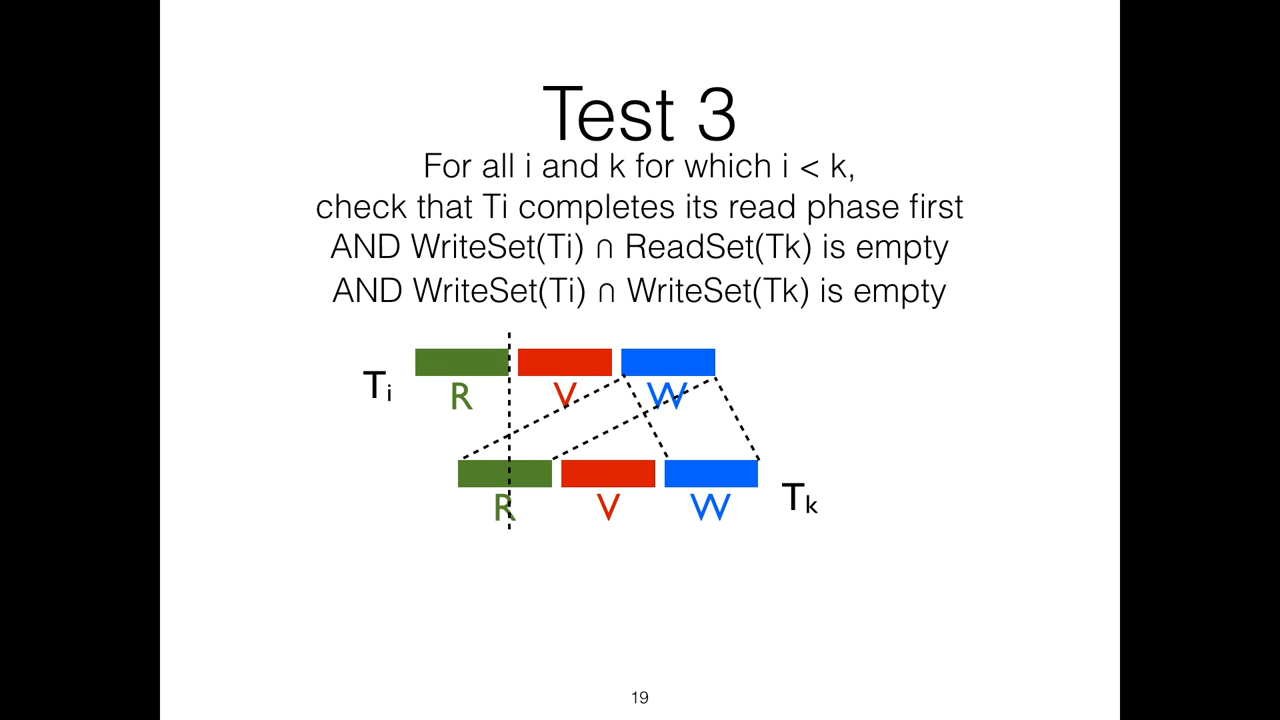 Test 3
For all i and k for which i < k,
check that Ti completes its read phase first
AND WriteSet(Ti) ∩ ReadSet(Tk) is empty
AND WriteSet(Ti) ∩ WriteSet(Tk) is empty
Ti
R V W
R V W
Tk
19